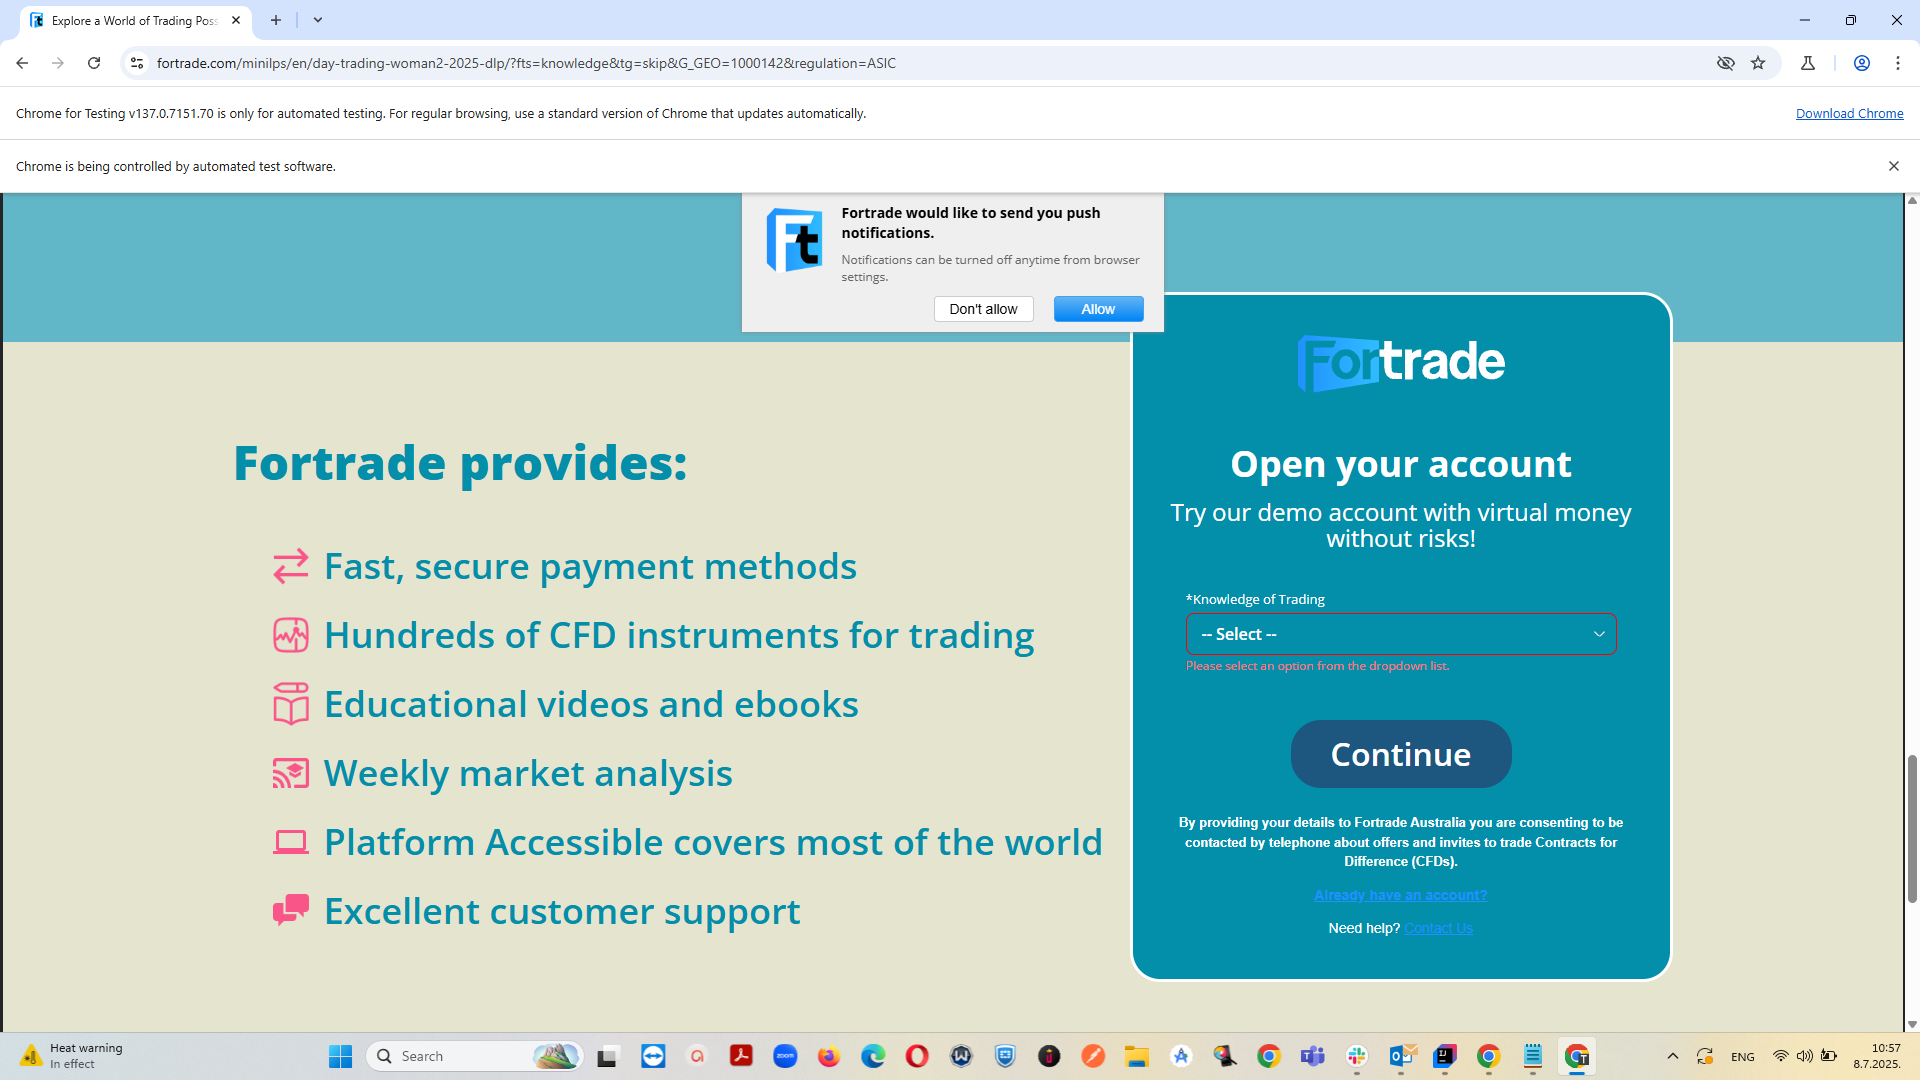 Explore a World of Trading Poss
fortrade.com/minilps/en/day-trading-woman2-2025-dlp/?fts=knowledge&tg=skip&G_GEO=1000142&regulation=ASIC
Chrome for Testing v137.0.7151.70 is only for automated testing. For regular browsing, use a standard version of Chrome that updates automatically.
Download Chrome
Chrome is being controlled by automated test software.
Ft
Fortrade would like to send you push
notifications.
Notifications can be turned off anytime from browser
settings.
Don't allow
Allow
Fortrade provides:
Fast, secure payment methods
Hundreds of CFD instruments for trading
Educational videos and ebooks
Weekly market analysis
Platform Accessible covers most of the world
Excellent customer support
Fortrade
Open your account
Try our demo account with virtual money
without risks!
*Knowledge of Trading
-- Select --
Please select an option from the dropdown list.
Continue
By providing your details to Fortrade Australia you are consenting to be
contacted by telephone about offers and invites to trade Contracts for
Difference (CFDs).
Already have an account?
Need help? Contact Us
Heat warning
In effect
Search
zoom
ENG
10:57
8.7.2025.